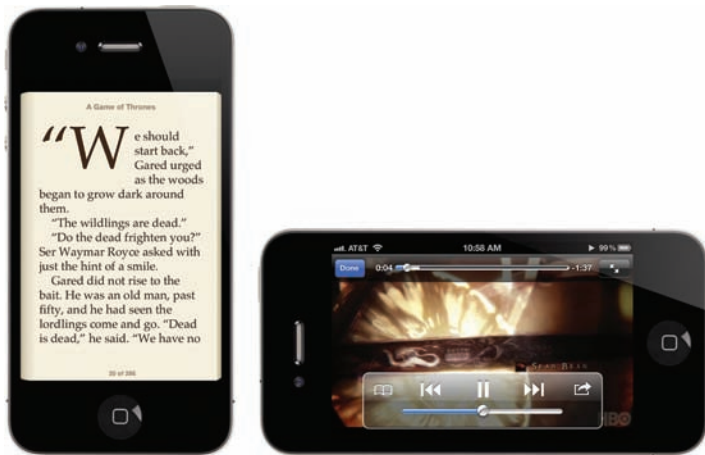 A Game of Thrones
“We should
start back,”
Gared urged
as the woods
began to grow dark around
them.
“The wildlings are dead.”
“Do the dead frighten you?”
Ser Waymar Royce asked with
just the hint of a smile.
Gared did not rise to the
bait. He was an old man, past
fifty, and he had seen the
lordlings come and go. “Dead
is dead,” he said. “We have no
20 of 396
AT&T 10:58 AM 99%
Done 0:04 -1:37
SEAN BEAN
HBO